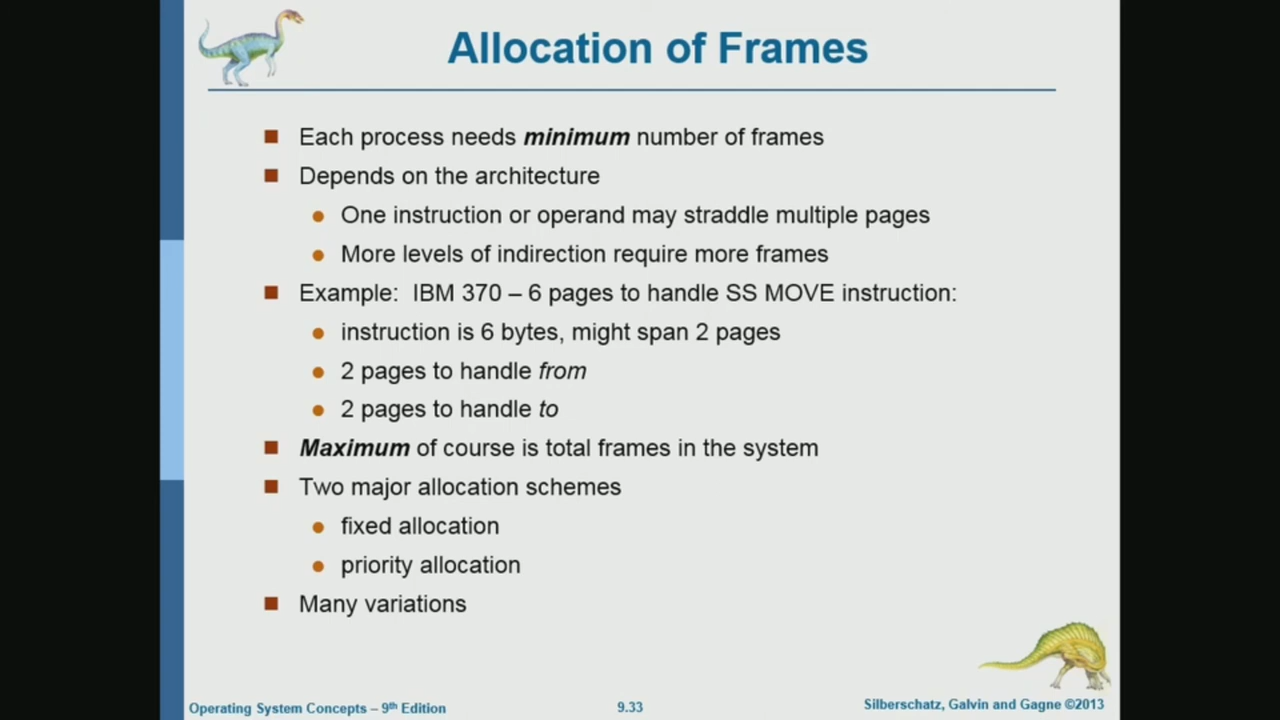 Allocation of Frames
Each process needs minimum number of frames
Depends on the architecture
One instruction or operand may straddle multiple pages
More levels of indirection require more frames
Example: IBM 370 – 6 pages to handle SS MOVE instruction:
instruction is 6 bytes, might span 2 pages
2 pages to handle from
2 pages to handle to
Maximum of course is total frames in the system
Two major allocation schemes
fixed allocation
priority allocation
Many variations
Operating System Concepts – 9th Edition
9.33
Silberschatz, Galvin and Gagne ©2013